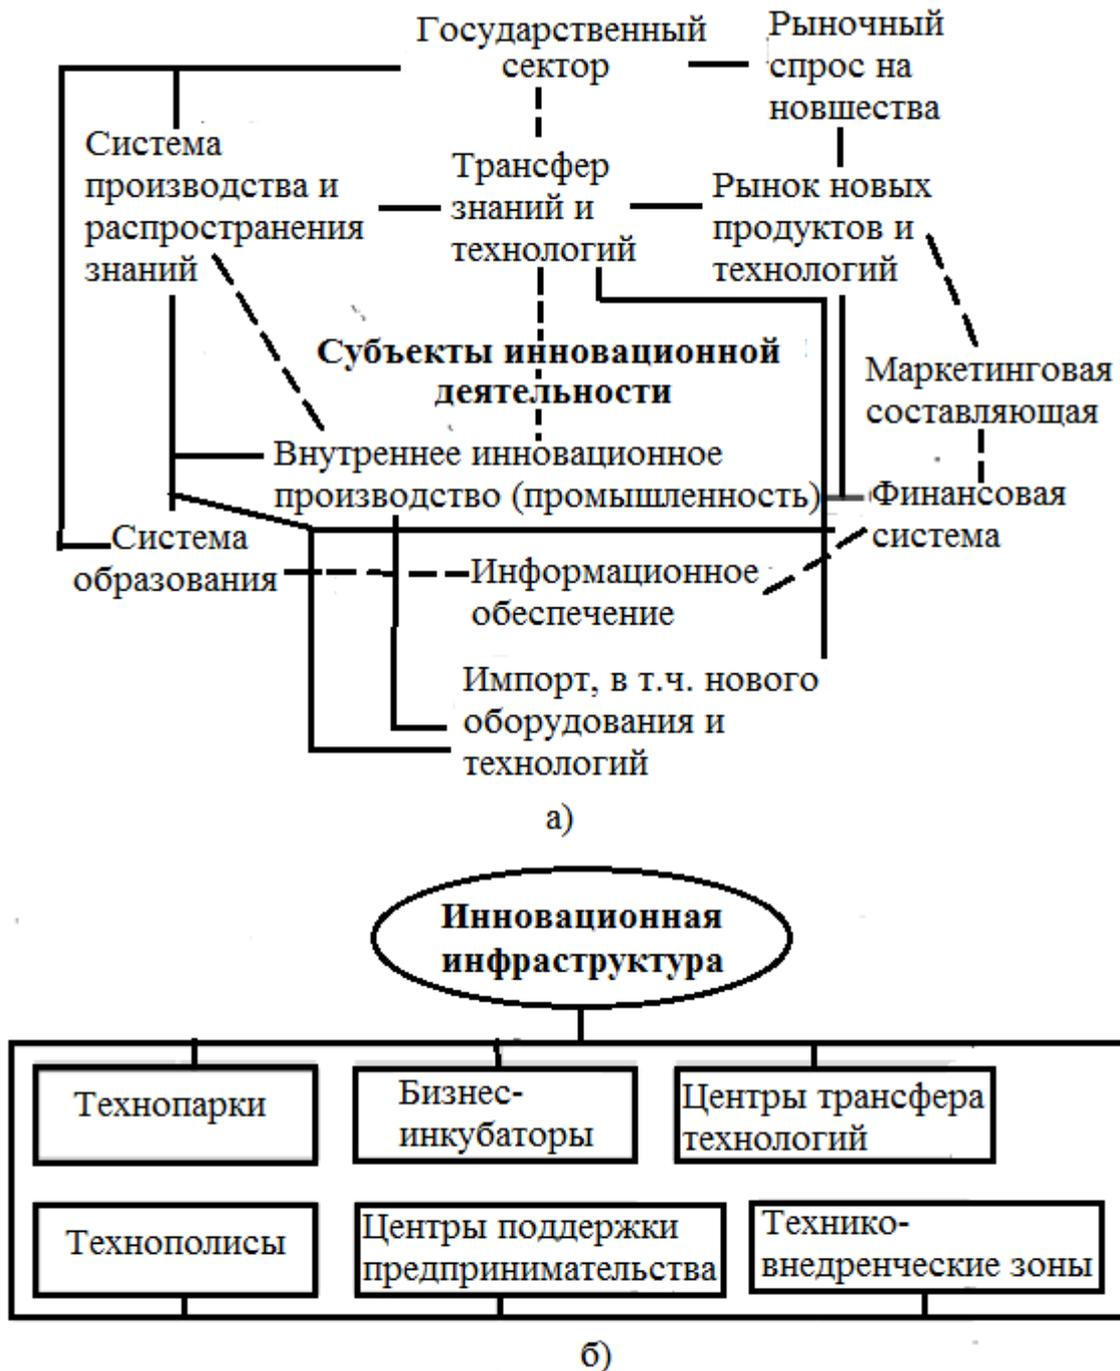 Государственный
сектор
Рыночный
спрос на
новшества
Система
производства и
распространения
знаний
Трансфер
знаний и
технологий
Рынок новых
продуктов и
технологий
Субъекты инновационной
деятельности
Маркетинговая
составляющая
Внутреннее инновационное
производство (промышленность)
Финансовая
система
Система
образования
Информационное
обеспечение
Импорт, в т.ч. нового
оборудования и
технологий
а)
Инновационная
инфраструктура
Технопарки
Бизнес-
инкубаторы
Центры трансфера
технологий
Технополисы
Центры поддержки
предпринимательства
Технико-
внедренческие зоны
б)